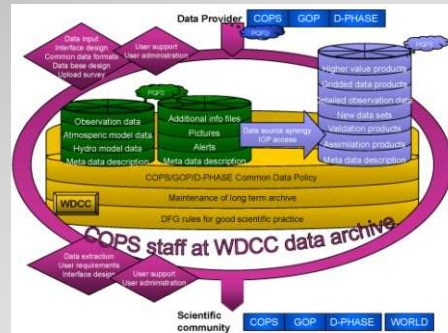 Data Provider COPS GOP D-PHASE
Data input:
Interface design
Common data formats
Data base design
Upload survey
User support
User administration
PQP2
Observation data
Atmosperic model data
Hydro model data
Meta data description
Additional info files
Pictures
Alerts
Meta data description
Data source synergy
IOP access
Higher value products
Gridded data products
Detailed observation data
New data sets
Validation products
Assimilation products
Meta data description
COPS/GOP/D-PHASE Common Data Policy
WDCC
Maintenance of long term archive
DFG rules for good scientific practice
COPS staff at WDCC data archive
Data extraction
User requirements
Interface design
User support
User administration
Scientific
community COPS GOP D-PHASE WORLD